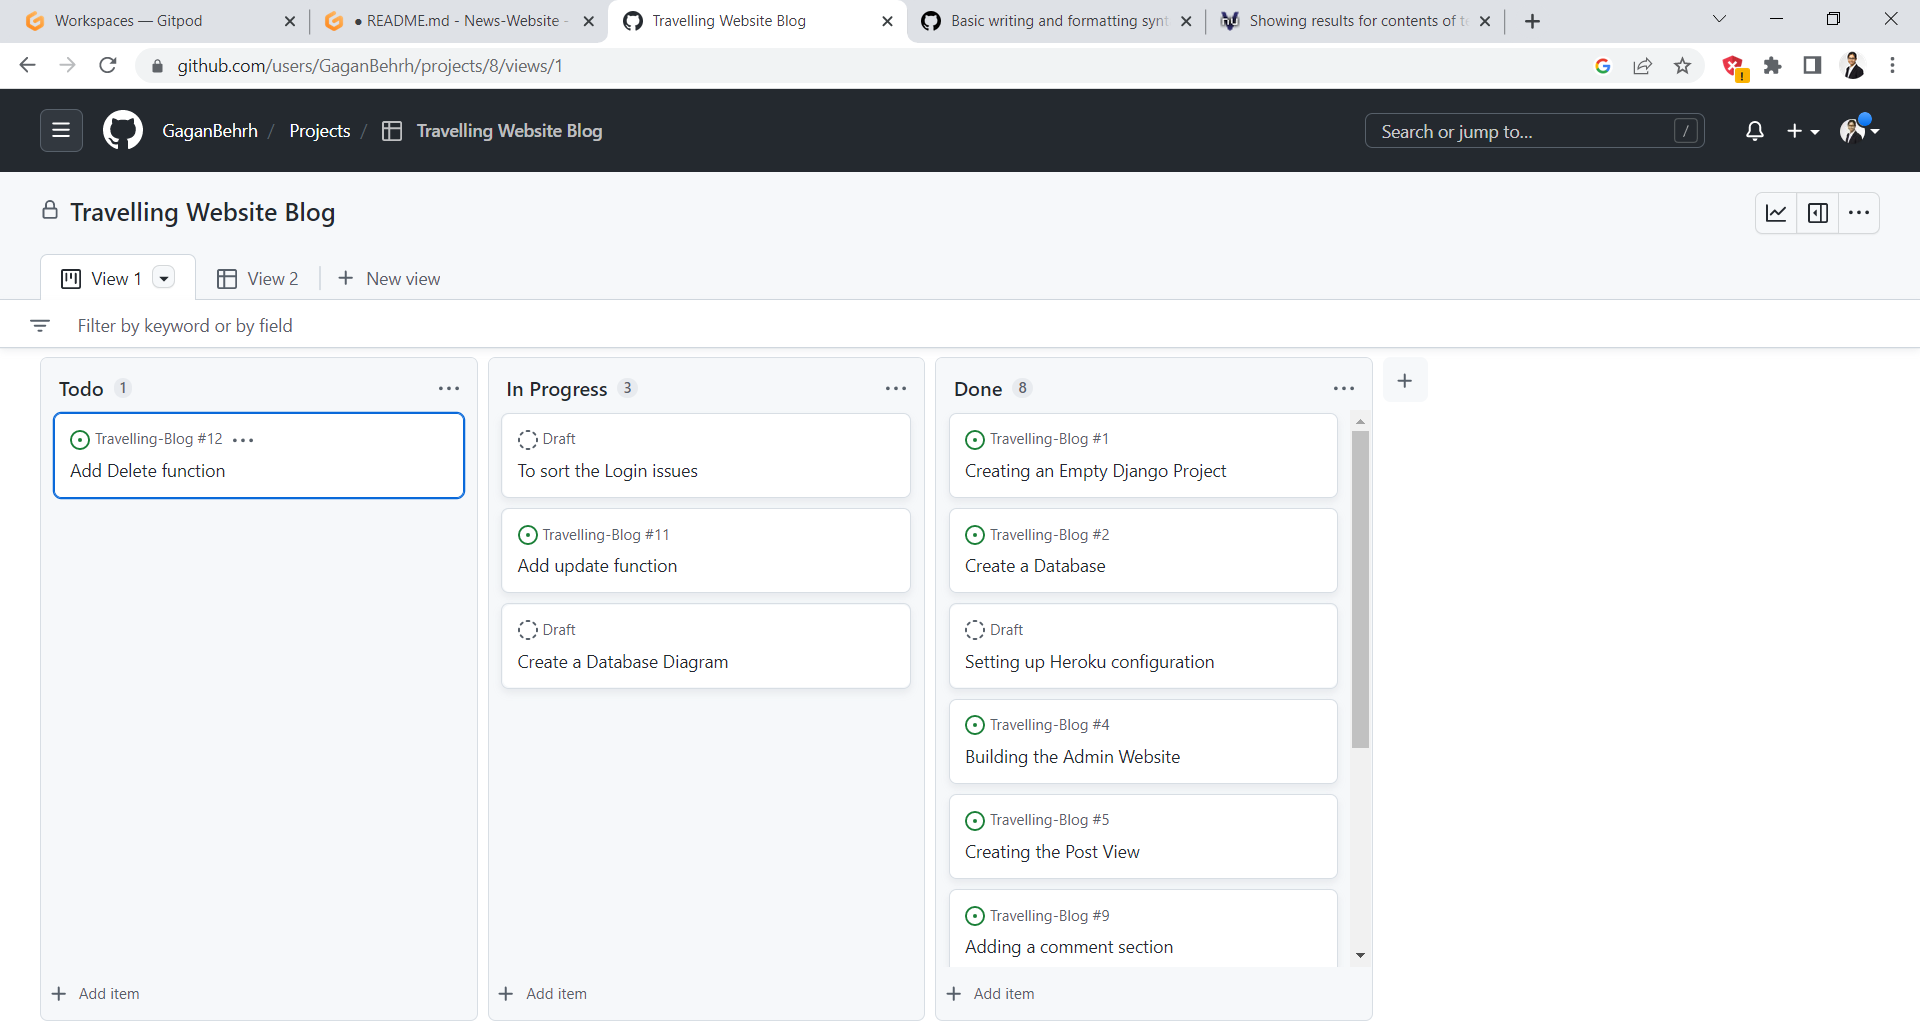 Workspaces — Gitpod
● README.md - News-Website -
Travelling Website Blog
Basic writing and formatting synt
Showing results for contents of te
github.com/users/GaganBehrh/projects/8/views/1
GaganBehrh / Projects / Travelling Website Blog
Search or jump to... /
Travelling Website Blog
View 1
View 2
New view
Filter by keyword or by field
Todo 1
Travelling-Blog #12
Add Delete function
Add item
In Progress 3
Draft
To sort the Login issues
Travelling-Blog #11
Add update function
Draft
Create a Database Diagram
Add item
Done 8
Travelling-Blog #1
Creating an Empty Django Project
Travelling-Blog #2
Create a Database
Draft
Setting up Heroku configuration
Travelling-Blog #4
Building the Admin Website
Travelling-Blog #5
Creating the Post View
Travelling-Blog #9
Adding a comment section
Add item